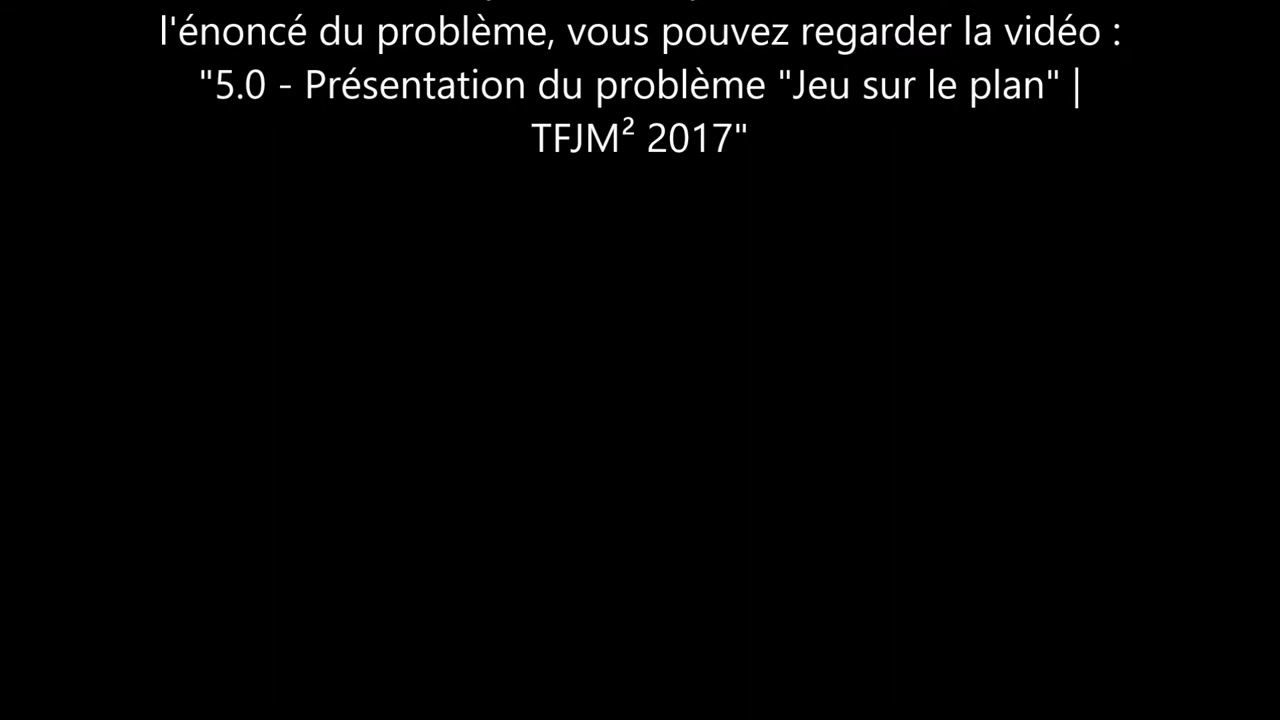 l'énoncé du problème, vous pouvez regarder la vidéo :
"5.0 - Présentation du problème "Jeu sur le plan" |
TFJM² 2017"